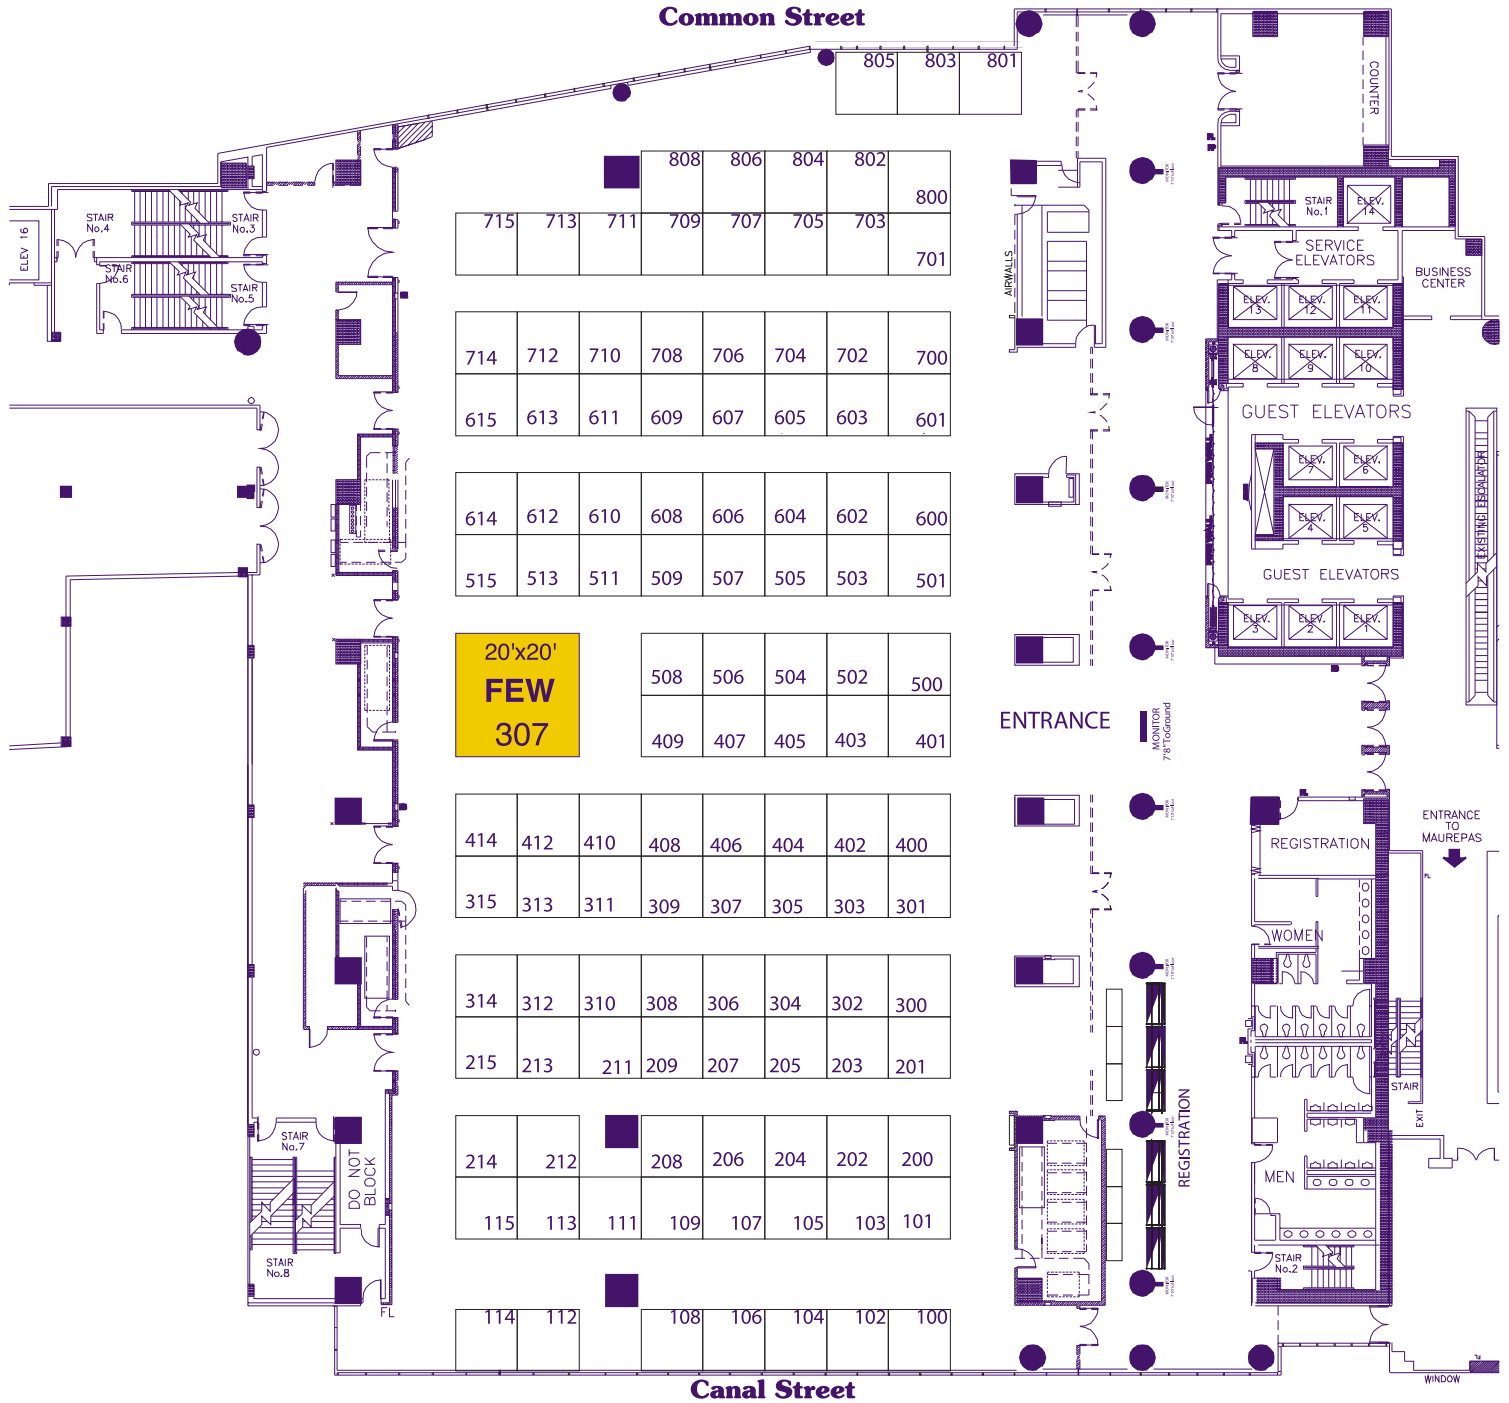 Common Street
805 803 801
COUNTER
808 806 804 802
800
715 713 711 709 707 705 703
701
STAIR
No.4
STAIR
No.3
ELEV 16
STAIR
No.6
STAIR
No.5
AIRWALLS
STAIR
No.1
ELEV.
14
SERVICE
ELEVATORS
BUSINESS
CENTER
ELEV.
13
ELEV.
12
ELEV.
11
714 712 710 708 706 704 702 700
ELEV.
8
ELEV.
9
ELEV.
10
615 613 611 609 607 605 603 601
GUEST ELEVATORS
ELEV.
7
ELEV.
6
EXISTING ESCALATOR
614 612 610 608 606 604 602 600
ELEV.
4
ELEV.
5
515 513 511 509 507 505 503 501
GUEST ELEVATORS
ELEV.
3
ELEV.
2
ELEV.
1
20'x20'
FEW
307
508 506 504 502 500
409 407 405 403 401
ENTRANCE
MONITOR
7'8"ToGround
414 412 410 408 406 404 402 400
REGISTRATION
ENTRANCE
TO
MAUREPAS
315 313 311 309 307 305 303 301
WOMEN
314 312 310 308 306 304 302 300
215 213 211 209 207 205 203 201
STAIR
EXIT
REGISTRATION
STAIR
No.7
DO NOT
BLOCK
214 212 208 206 204 202 200
MEN
115 113 111 109 107 105 103 101
STAIR
No.8
STAIR
No.2
FL
114 112 108 106 104 102 100
WINDOW
Canal Street